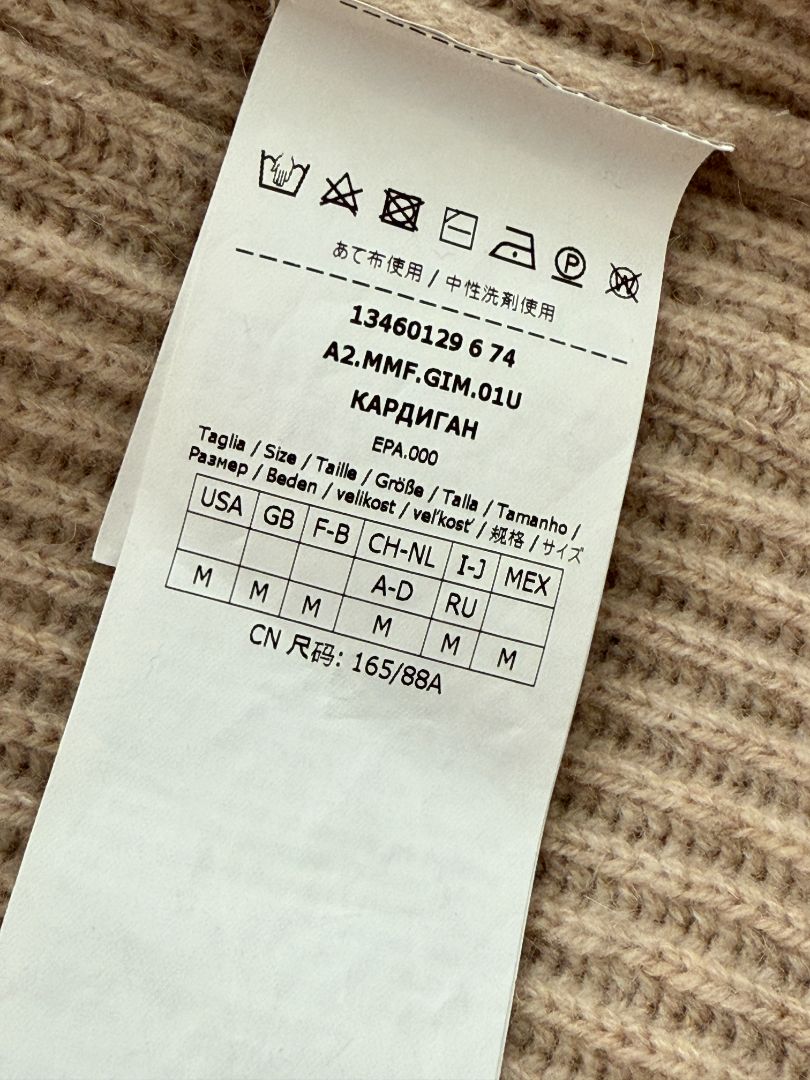 P W
あて布使用 / 中性洗剤使用
13460129 6 74
A2.MMF.GIM.01U
КАРДИГАН
EPA.000
Taglia / Size / Taille / Größe / Talla / Tamanho /
Размер / Beden / velikost / veľkosť / 规格 / サイズ
USA GB F-B CH-NL I-J MEX
A-D RU
M M M M M M
CN 尺码: 165/88A